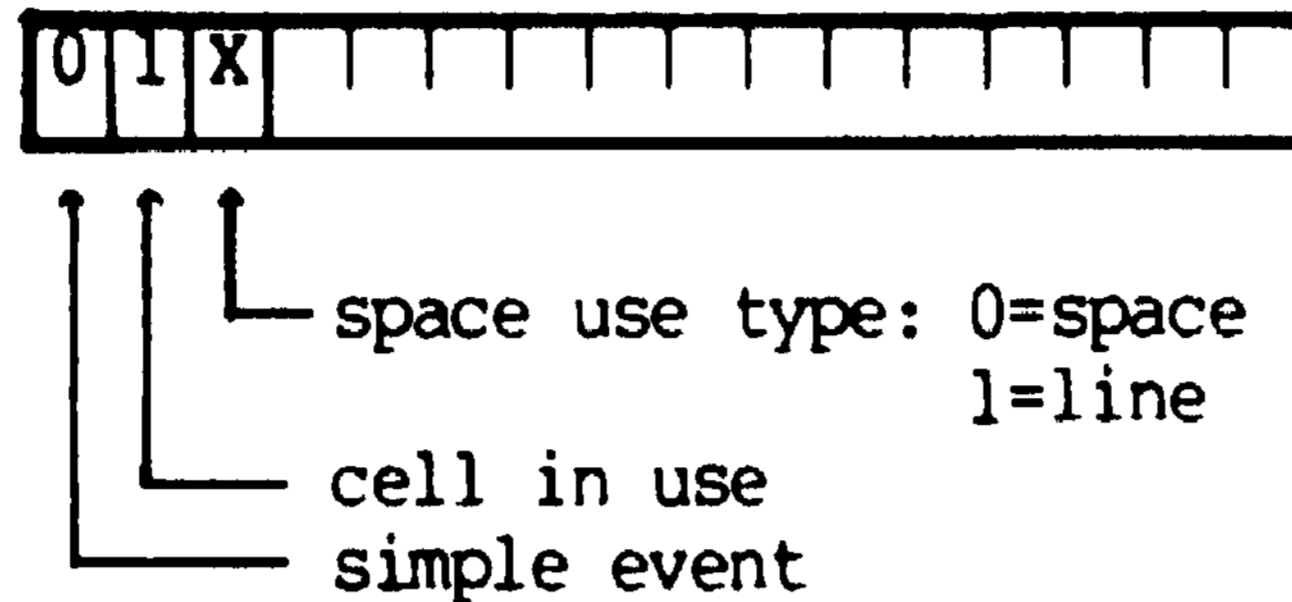 0 1 X
space use type: 0=space
1=line
cell in use
simple event